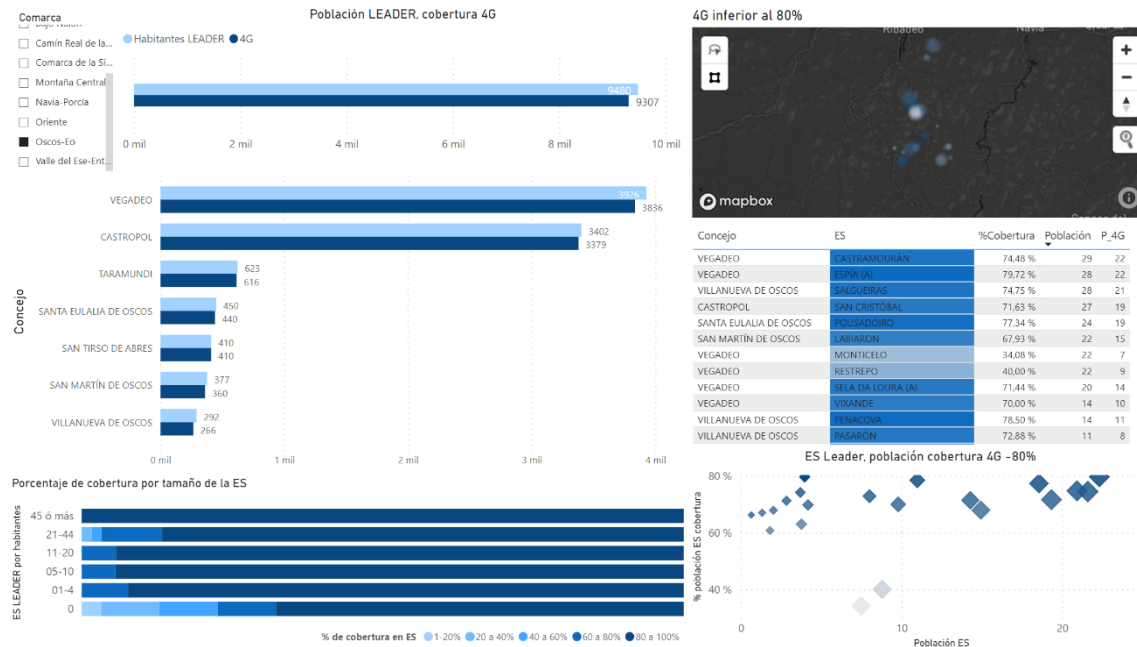 Comarca
Camín Real de la...
Comarca de la Si...
Montaña Central
Navia-Porcía
Oriente
Oscos-Eo
Valle del Ese-Ent...
Población LEADER, cobertura 4G
Habitantes LEADER 4G
9480
9307
0 mil 2 mil 4 mil 6 mil 8 mil 10 mil
Concejo
VEGADEO 3926
3836
CASTROPOL 3402
3379
TARAMUNDI 623
616
SANTA EULALIA DE OSCOS 450
440
SAN TIRSO DE ABRES 410
410
SAN MARTÍN DE OSCOS 377
360
VILLANUEVA DE OSCOS 292
266
0 mil 1 mil 2 mil 3 mil 4 mil
Porcentaje de cobertura por tamaño de la ES
ES LEADER por habitantes
45 ó más
21-44
11-20
05-10
01-4
0
% de cobertura en ES 1-20% 20 a 40% 40 a 60% 60 a 80% 80 a 100%
4G inferior al 80%
Ribadeo
Navia
mapbox
Concejo ES %Cobertura Población P_4G
VEGADEO CASTRAMOURÁN 74,48 % 29 22
VEGADEO ESPÍA (A) 79,72 % 28 22
VILLANUEVA DE OSCOS SALGUEIRAS 74,75 % 28 21
CASTROPOL SAN CRISTÓBAL 71,63 % 27 19
SANTA EULALIA DE OSCOS POUSADOIRO 77,34 % 24 19
SAN MARTÍN DE OSCOS LABIARON 67,93 % 22 15
VEGADEO MONTICELO 34,08 % 22 7
VEGADEO RESTREPO 40,00 % 22 9
VEGADEO SELA DA LOURA (A) 71,44 % 20 14
VEGADEO VIXANDE 70,00 % 14 10
VILLANUEVA DE OSCOS PENACOVA 78,50 % 14 11
VILLANUEVA DE OSCOS PASARÓN 72,88 % 11 8
ES Leader, población cobertura 4G -80%
% población ES cobertura
80 %
60 %
40 %
0 10 20
Población ES